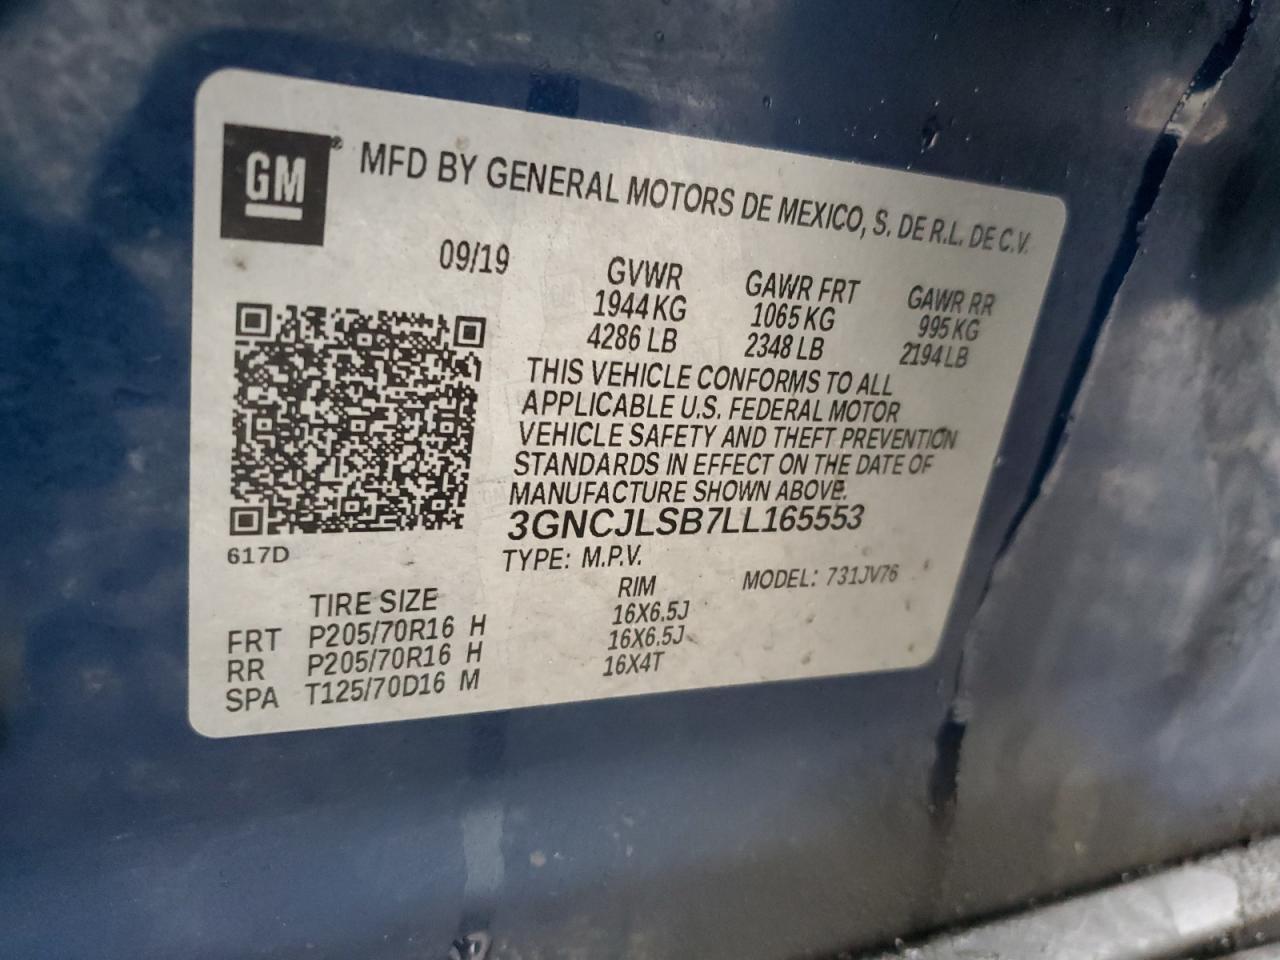 GM® MFD BY GENERAL MOTORS DE MEXICO, S. DE R.L. DE C.V.
09/19
GVWR GAWR FRT GAWR RR
1944 KG 1065 KG 995 KG
4286 LB 2348 LB 2194 LB
THIS VEHICLE CONFORMS TO ALL
APPLICABLE U.S. FEDERAL MOTOR
VEHICLE SAFETY AND THEFT PREVENTION
STANDARDS IN EFFECT ON THE DATE OF
MANUFACTURE SHOWN ABOVE.
3GNCJLSB7LL165553
617D
TYPE: M.P.V. MODEL: 731JV76
TIRE SIZE RIM
FRT P205/70R16 H 16X6.5J
RR P205/70R16 H 16X6.5J
SPA T125/70D16 M 16X4T